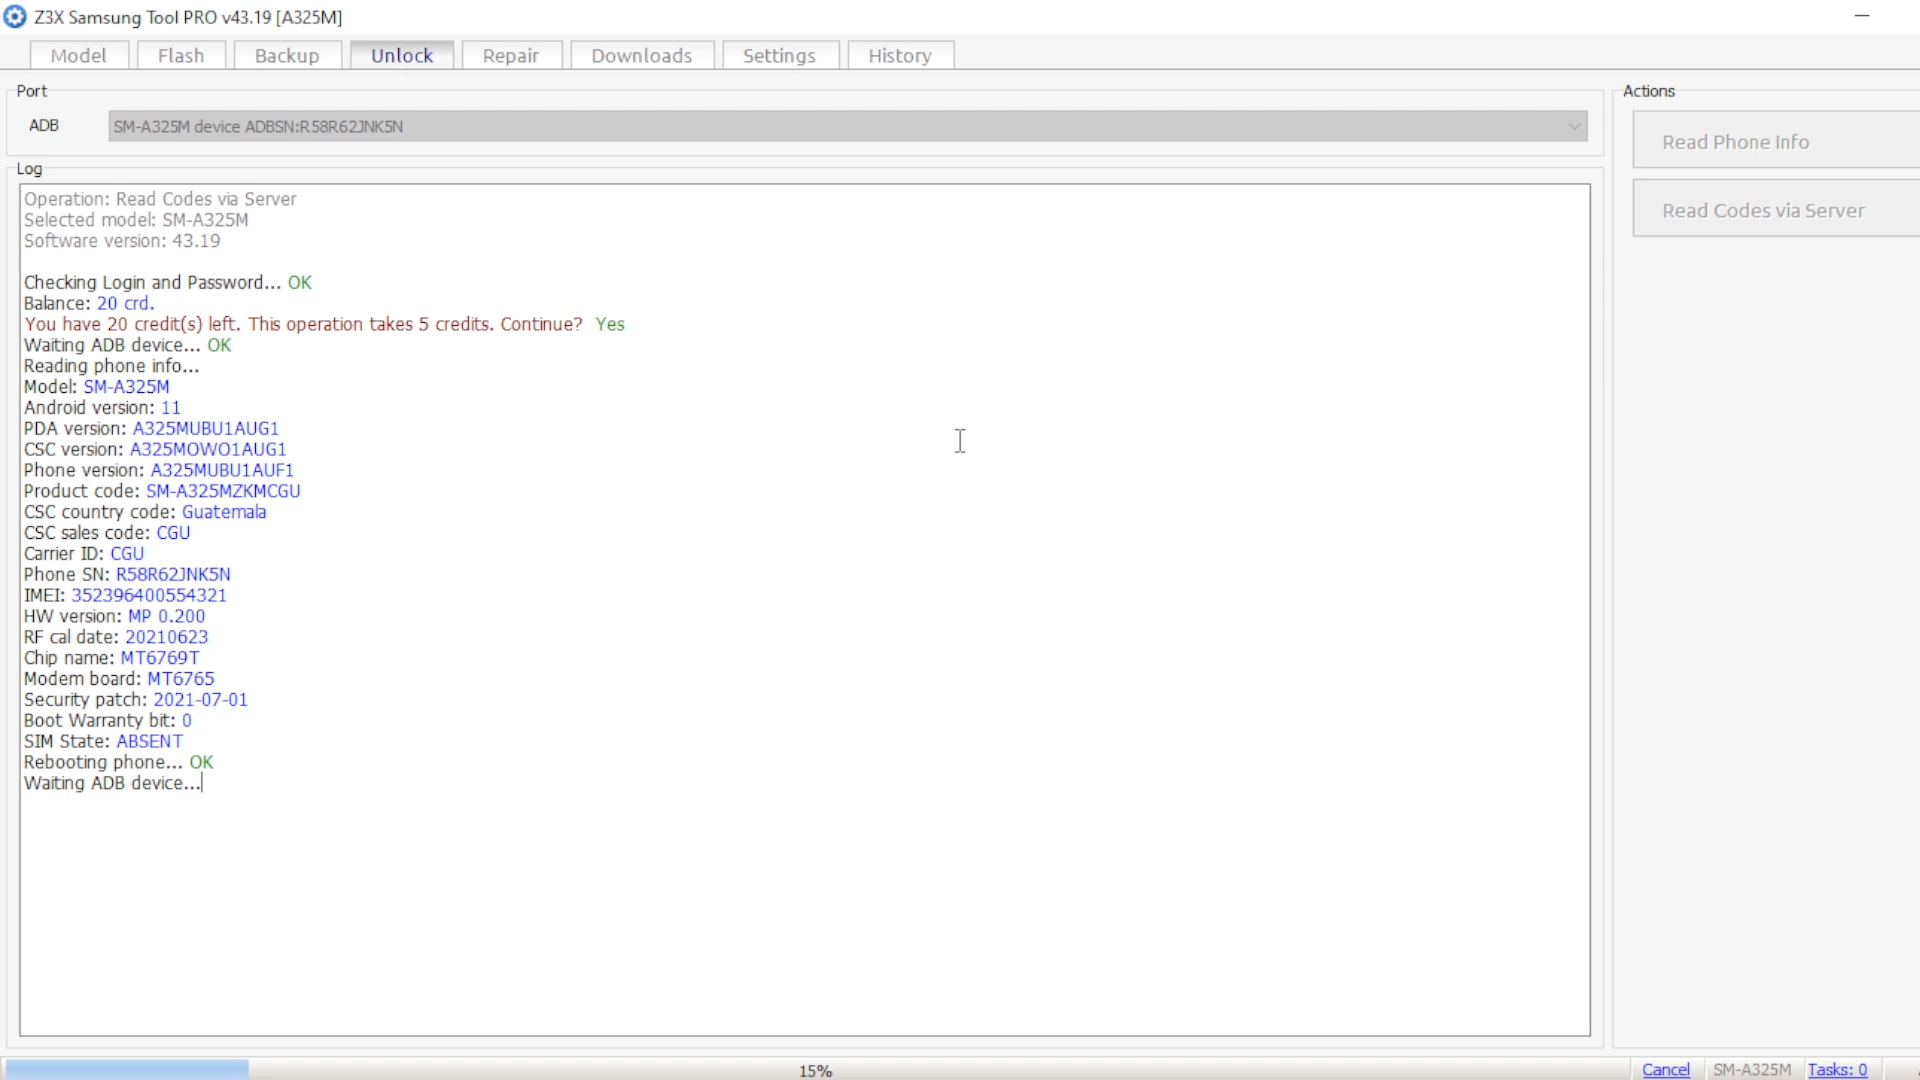 Z3X Samsung Tool PRO v43.19 [A325M]
Model Flash Backup Unlock Repair Downloads Settings History
Port
ADB SM-A325M device ADBSN:R58R62JNK5N
Actions
Read Phone Info
Read Codes via Server
Log
Operation: Read Codes via Server
Selected model: SM-A325M
Software version: 43.19
Checking Login and Password... OK
Balance: 20 crd.
You have 20 credit(s) left. This operation takes 5 credits. Continue? Yes
Waiting ADB device... OK
Reading phone info...
Model: SM-A325M
Android version: 11
PDA version: A325MUBU1AUG1
CSC version: A325MOWO1AUG1
Phone version: A325MUBU1AUF1
Product code: SM-A325MZKMCGU
CSC country code: Guatemala
CSC sales code: CGU
Carrier ID: CGU
Phone SN: R58R62JNK5N
IMEI: 352396400554321
HW version: MP 0.200
RF cal date: 20210623
Chip name: MT6769T
Modem board: MT6765
Security patch: 2021-07-01
Boot Warranty bit: 0
SIM State: ABSENT
Rebooting phone... OK
Waiting ADB device...
15% Cancel SM-A325M Tasks: 0